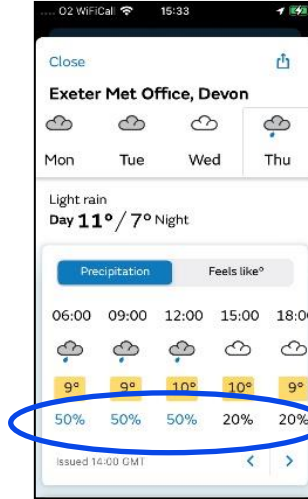 .... O2 WiFiCall 15:33
Close
Exeter Met Office, Devon
Mon Tue Wed Thu
Light rain
Day 11° / 7° Night
Precipitation Feels like°
06:00 09:00 12:00 15:00 18:0
9° 9° 10° 10° 9°
50% 50% 50% 20% 20%
Issued 14:00 GMT